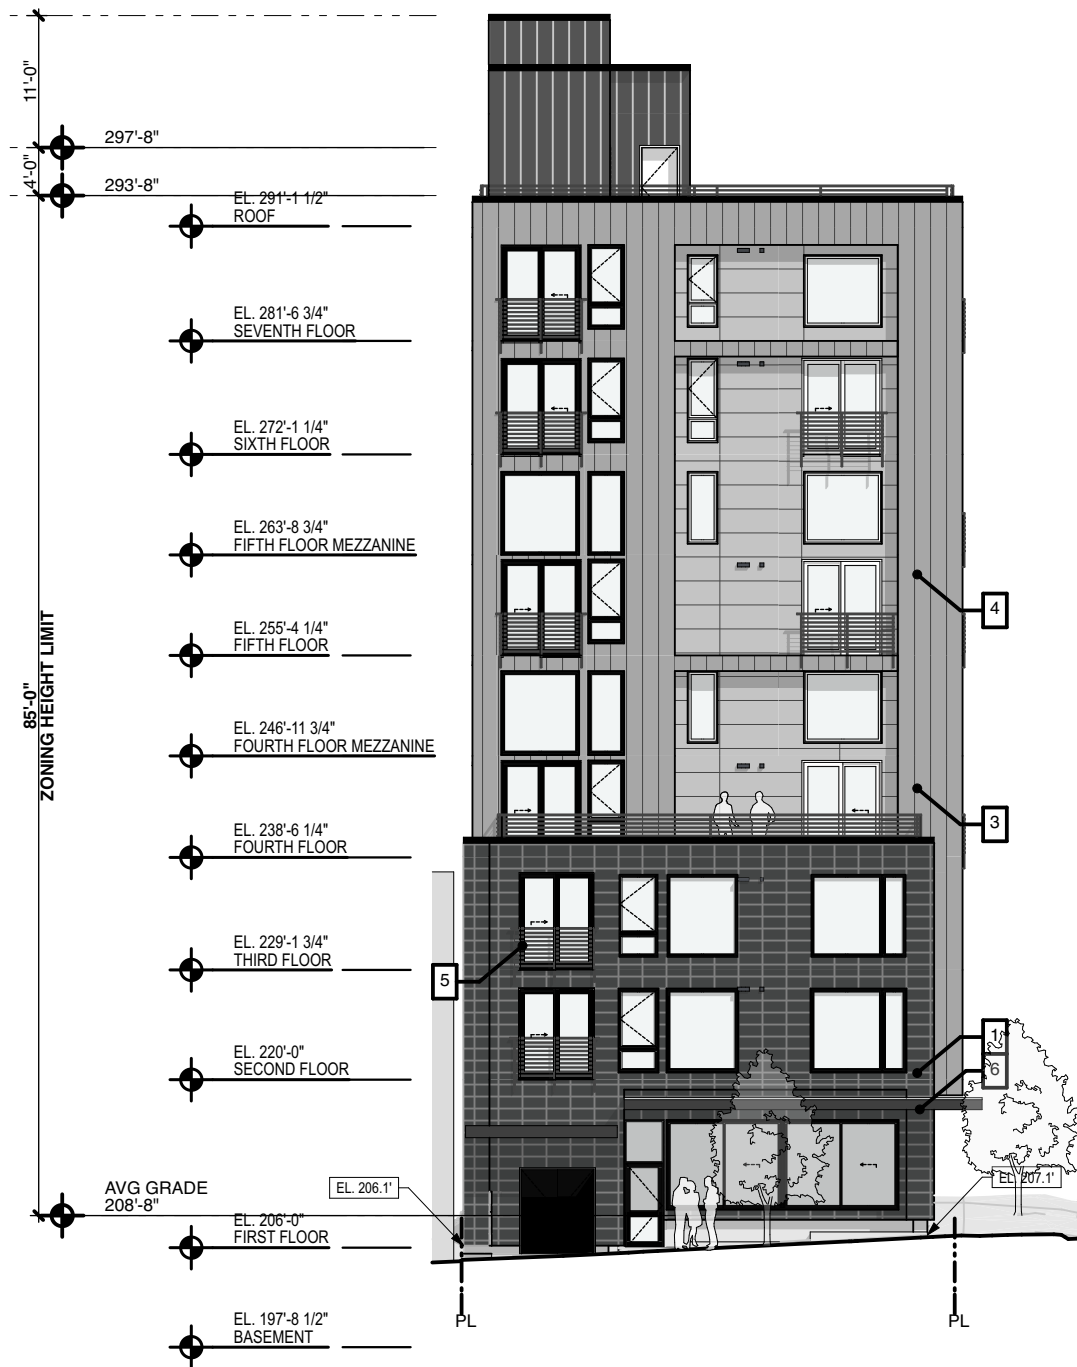 11'-0"
297'-8"
4'-0"
293'-8"
EL. 291'-1 1/2"
ROOF
EL. 281'-6 3/4"
SEVENTH FLOOR
EL. 272'-1 1/4"
SIXTH FLOOR
EL. 263'-8 3/4"
FIFTH FLOOR MEZZANINE
4
85'-0"
ZONING HEIGHT LIMIT
EL. 255'-4 1/4"
FIFTH FLOOR
EL. 246'-11 3/4"
FOURTH FLOOR MEZZANINE
3
EL. 238'-6 1/4"
FOURTH FLOOR
EL. 229'-1 3/4"
THIRD FLOOR
5
EL. 220'-0"
SECOND FLOOR
1
6
AVG GRADE
208'-8"
EL. 206.1'
EL. 207.1'
EL. 206'-0"
FIRST FLOOR
EL. 197'-8 1/2"
BASEMENT
PL
PL